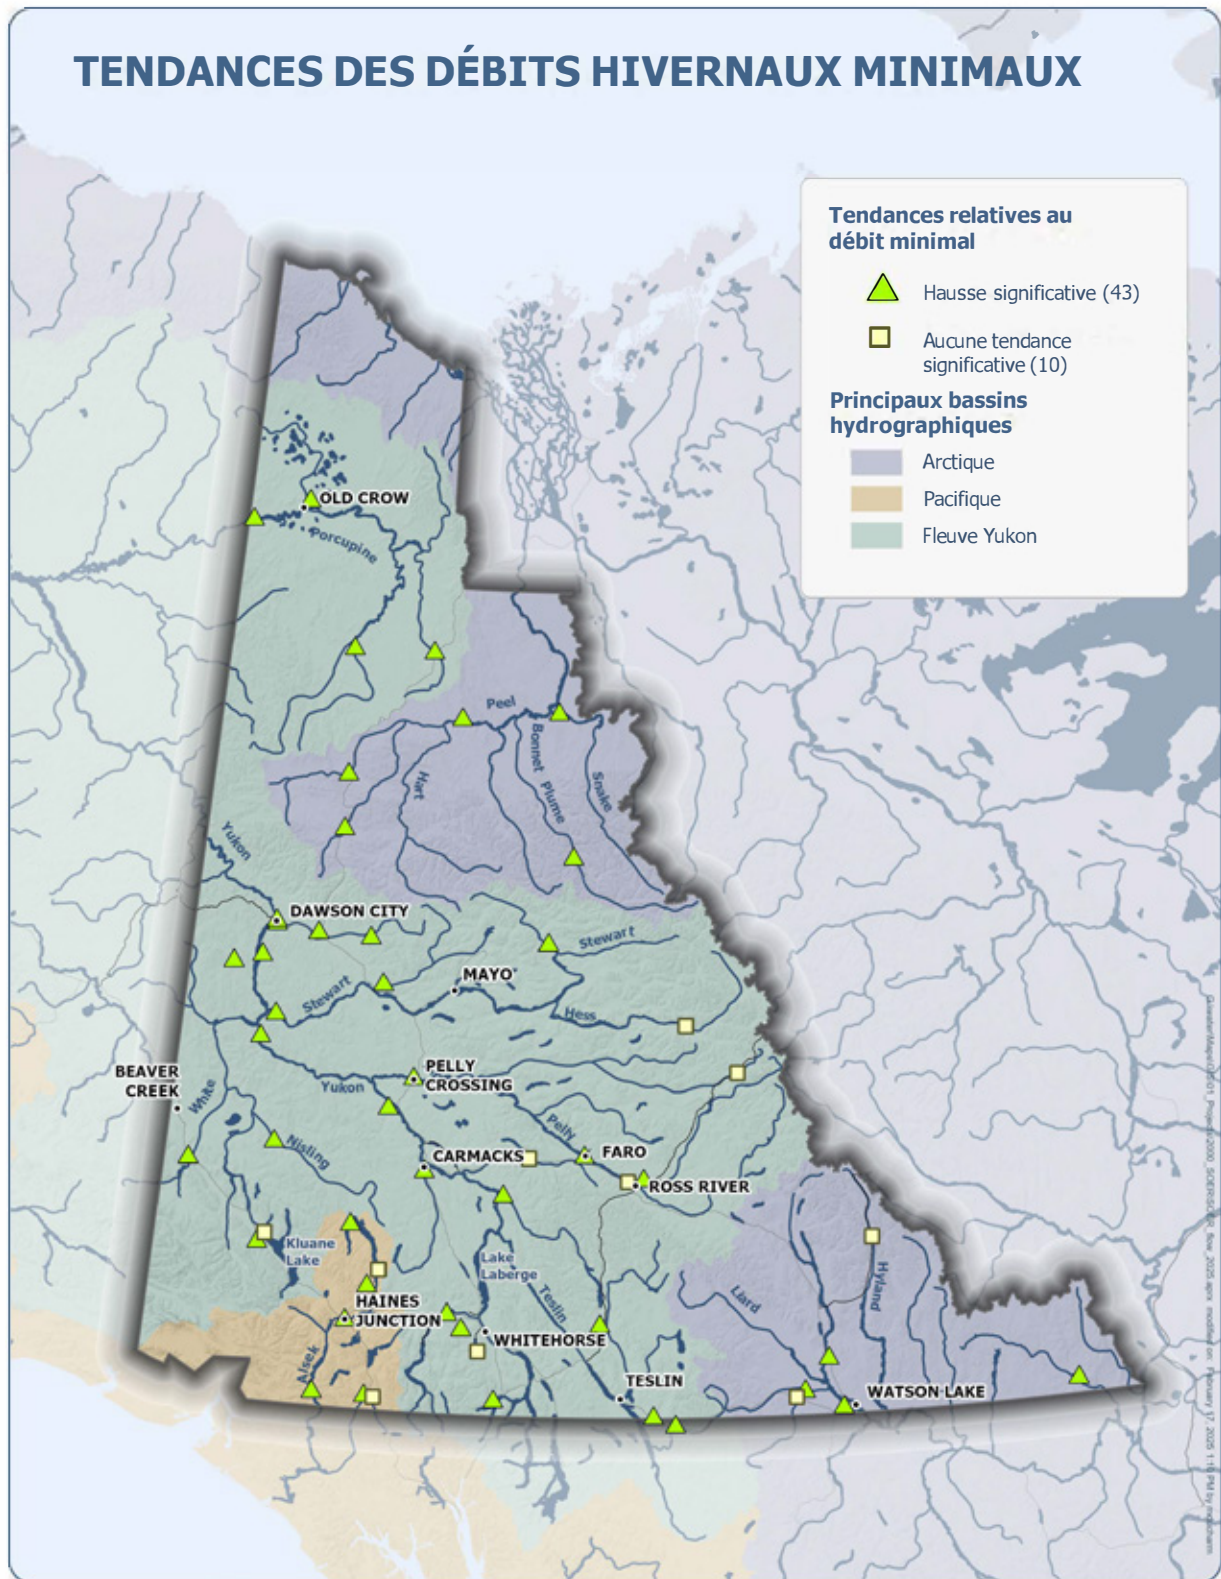 TENDANCES DES DÉBITS HIVERNAUX MINIMAUX
Tendances relatives au
débit minimal
Hausse significative (43)
Aucune tendance
significative (10)
Principaux bassins
hydrographiques
Arctique
Pacifique
Fleuve Yukon
OLD CROW
Porcupine
Peel
Bonnet Plume
Snake
Hart
Yukon
DAWSON CITY
Stewart
Stewart
MAYO
Hess
BEAVER
CREEK
White
PELLY
CROSSING
Yukon
Pelly
Nisling
CARMACKS
FARO
ROSS RIVER
Kluane
Lake
Lake
Laberge
Teslin
Liard
Hyland
HAINES
JUNCTION
WHITEHORSE
Alsek
TESLIN
WATSON LAKE